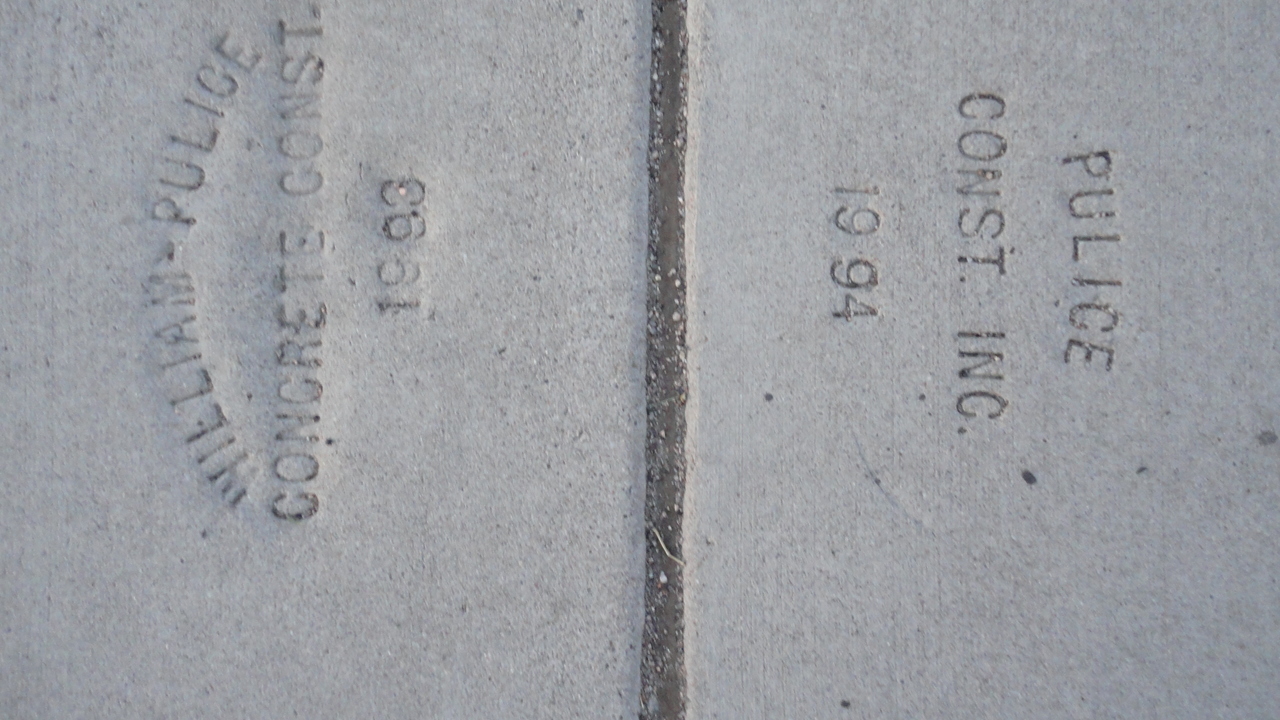 WILLIAM-PULICE
CONCRETE CONST.
1993
PULICE
CONST. INC.
1994